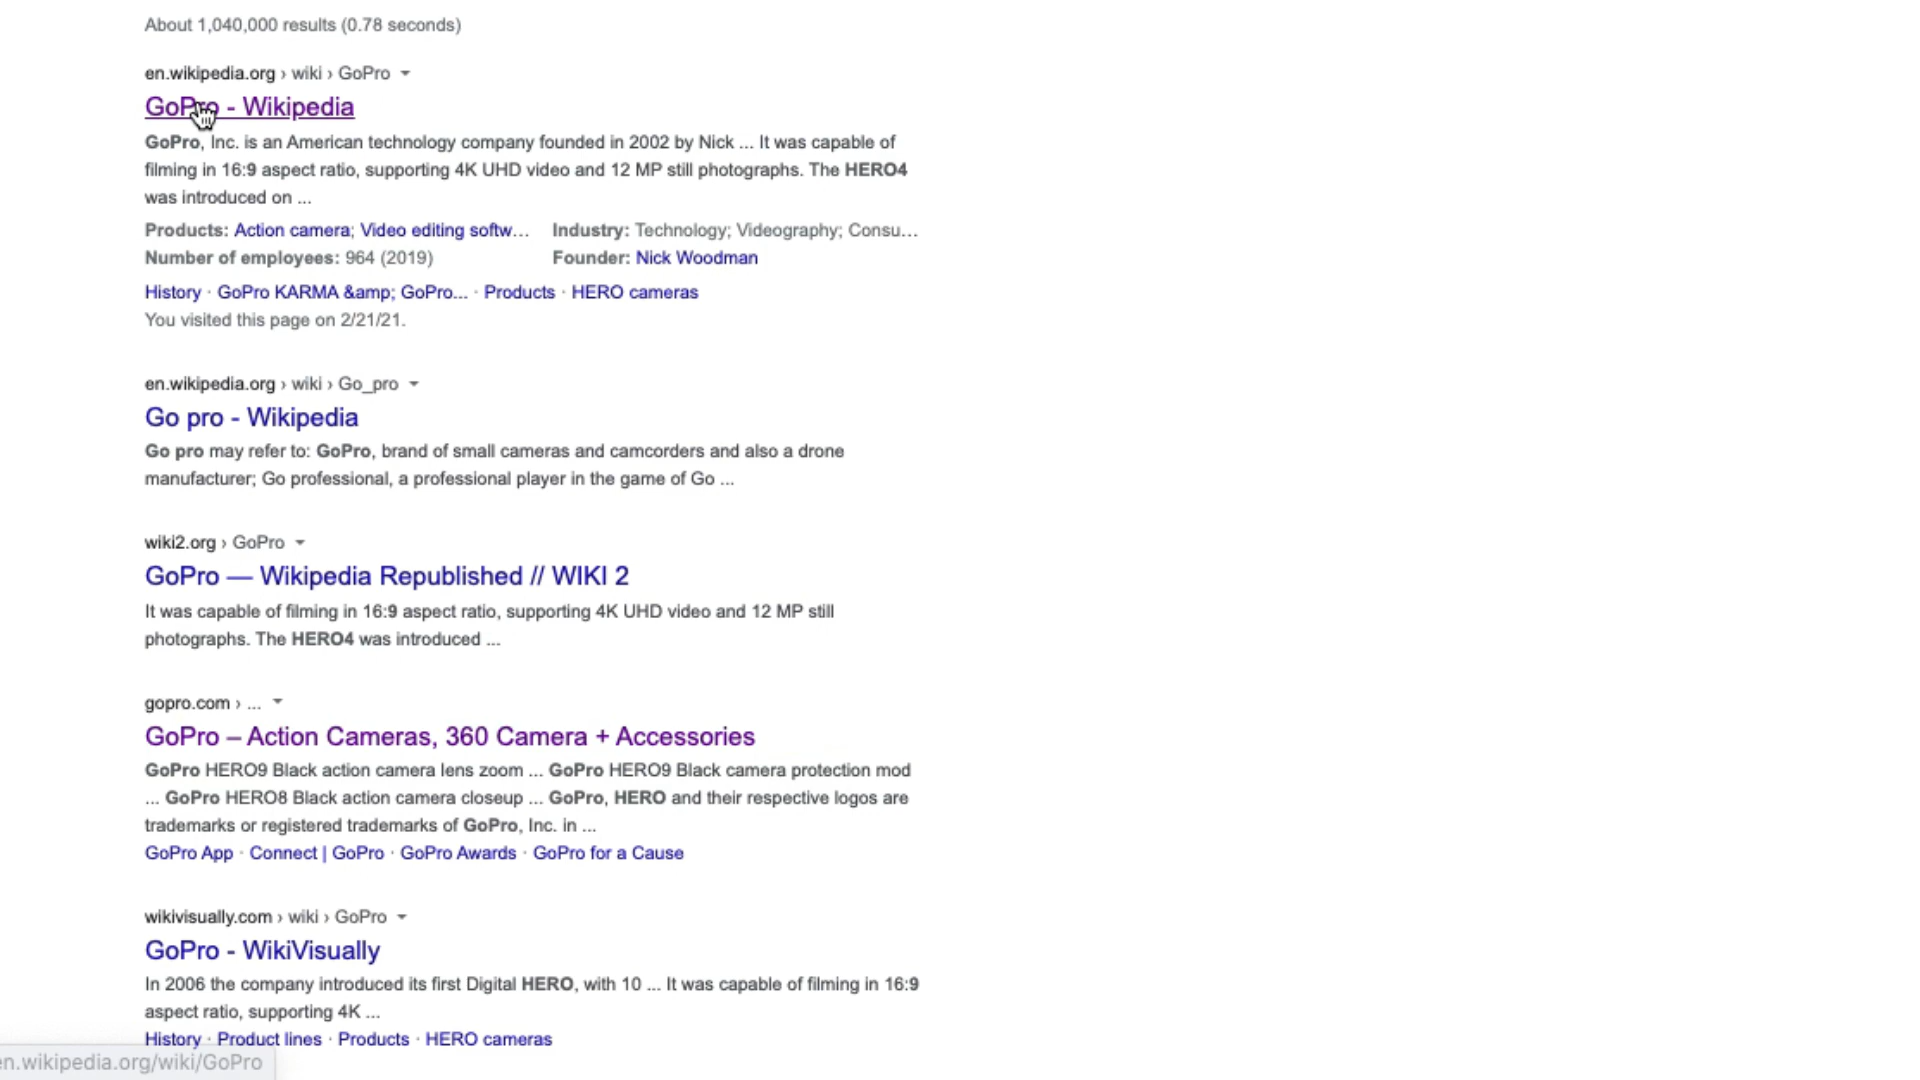 About 1,040,000 results (0.78 seconds)
en.wikipedia.org › wiki › GoPro
GoPro - Wikipedia
GoPro, Inc. is an American technology company founded in 2002 by Nick ... It was capable of
filming in 16:9 aspect ratio, supporting 4K UHD video and 12 MP still photographs. The HERO4
was introduced on ...
Products: Action camera; Video editing softw... Industry: Technology; Videography; Consu...
Number of employees: 964 (2019) Founder: Nick Woodman
History · GoPro KARMA &amp; GoPro... · Products · HERO cameras
You visited this page on 2/21/21.
en.wikipedia.org › wiki › Go_pro
Go pro - Wikipedia
Go pro may refer to: GoPro, brand of small cameras and camcorders and also a drone
manufacturer; Go professional, a professional player in the game of Go ...
wiki2.org › GoPro
GoPro — Wikipedia Republished // WIKI 2
It was capable of filming in 16:9 aspect ratio, supporting 4K UHD video and 12 MP still
photographs. The HERO4 was introduced ...
gopro.com › ...
GoPro – Action Cameras, 360 Camera + Accessories
GoPro HERO9 Black action camera lens zoom ... GoPro HERO9 Black camera protection mod
... GoPro HERO8 Black action camera closeup ... GoPro, HERO and their respective logos are
trademarks or registered trademarks of GoPro, Inc. in ...
GoPro App · Connect | GoPro · GoPro Awards · GoPro for a Cause
wikivisually.com › wiki › GoPro
GoPro - WikiVisually
In 2006 the company introduced its first Digital HERO, with 10 ... It was capable of filming in 16:9
aspect ratio, supporting 4K ...
History · Product lines · Products · HERO cameras
en.wikipedia.org/wiki/GoPro